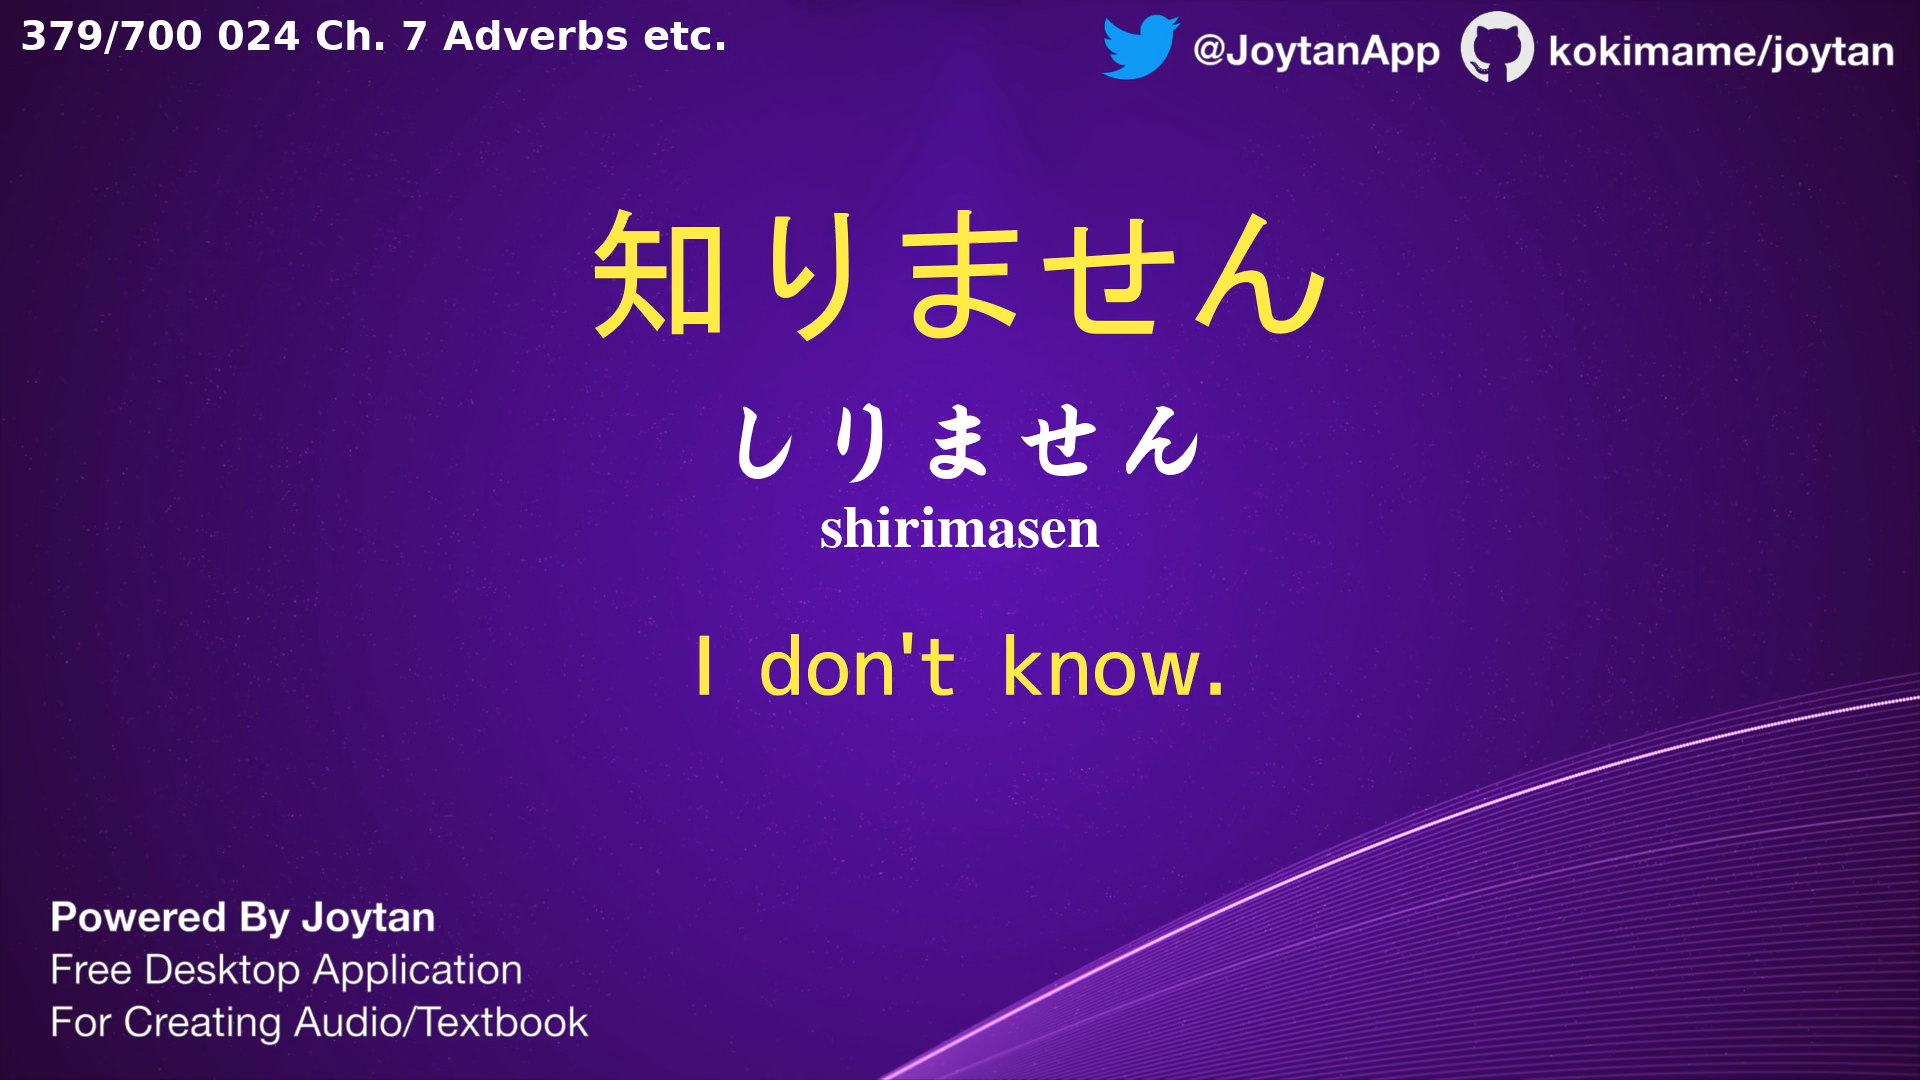 379/700 024 Ch. 7 Adverbs etc.
@JoytanApp kokimame/joytan
知りません
しりません
shirimasen
I don't know.
Powered By Joytan
Free Desktop Application
For Creating Audio/Textbook